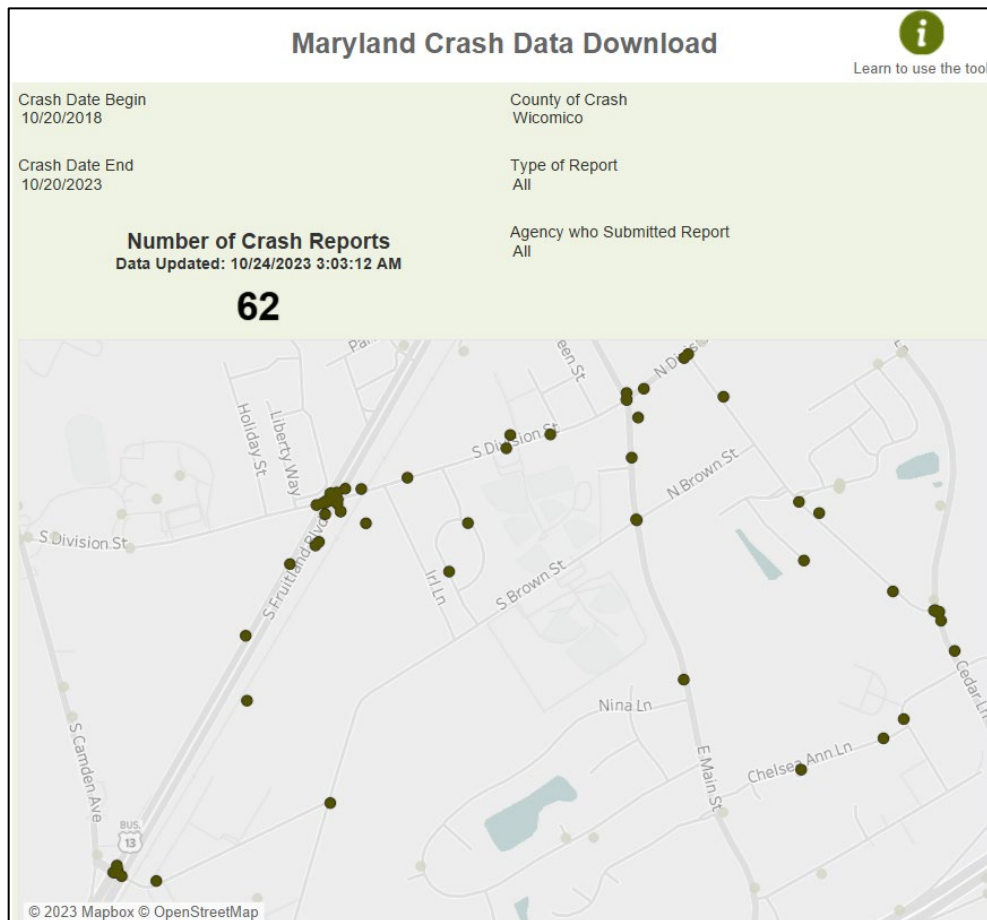 Maryland Crash Data Download
i
Learn to use the tool
Crash Date Begin
10/20/2018
County of Crash
Wicomico
Crash Date End
10/20/2023
Type of Report
All
Number of Crash Reports
Data Updated: 10/24/2023 3:03:12 AM
62
Agency who Submitted Report
All
N Divis
Holiday St
Liberty Way
S Division St
N Brown St
S Division St
S Fruitland Blvd
Irl Ln
S Brown St
Cedar Ln
Nina Ln
S Camden Ave
E Main St
Chelsea Ann Ln
BUS.
13
© 2023 Mapbox © OpenStreetMap